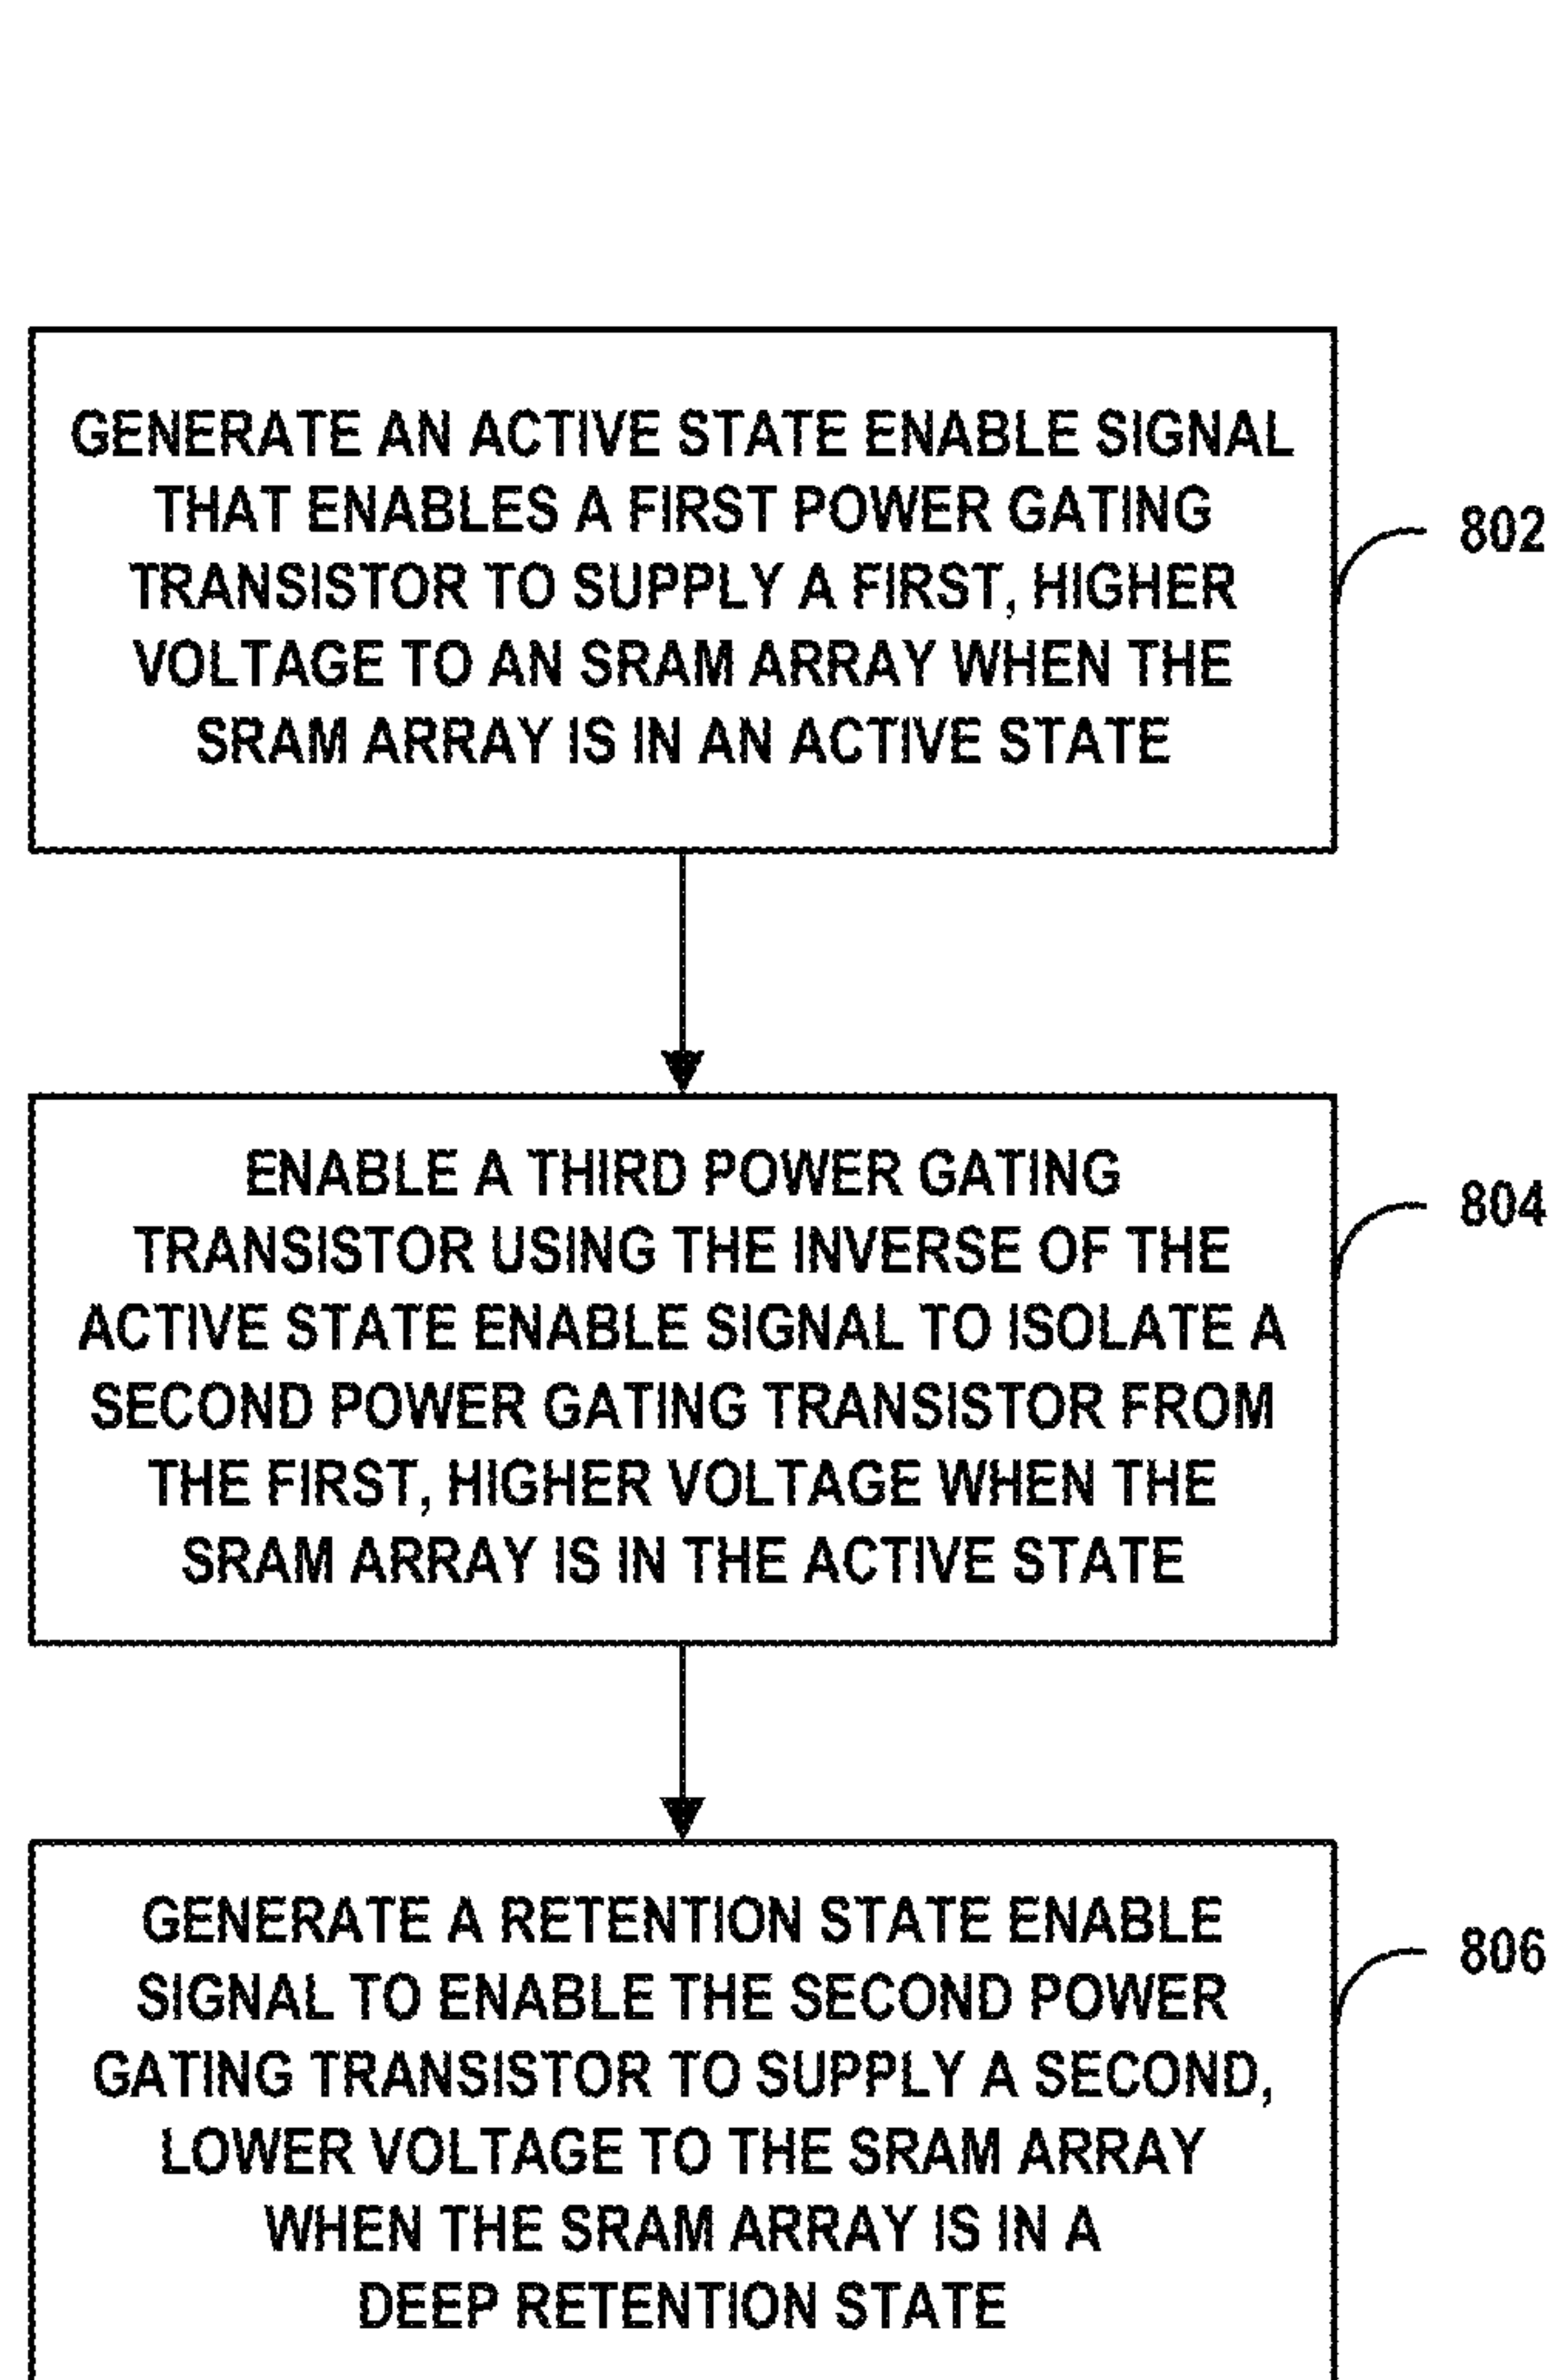 GENERATE AN ACTIVE STATE ENABLE SIGNAL
THAT ENABLES A FIRST POWER GATING
TRANSISTOR TO SUPPLY A FIRST, HIGHER
VOLTAGE TO AN SRAM ARRAY WHEN THE
SRAM ARRAY IS IN AN ACTIVE STATE
802
ENABLE A THIRD POWER GATING
TRANSISTOR USING THE INVERSE OF THE
ACTIVE STATE ENABLE SIGNAL TO ISOLATE A
SECOND POWER GATING TRANSISTOR FROM
THE FIRST, HIGHER VOLTAGE WHEN THE
SRAM ARRAY IS IN THE ACTIVE STATE
804
GENERATE A RETENTION STATE ENABLE
SIGNAL TO ENABLE THE SECOND POWER
GATING TRANSISTOR TO SUPPLY A SECOND,
LOWER VOLTAGE TO THE SRAM ARRAY
WHEN THE SRAM ARRAY IS IN A
DEEP RETENTION STATE
806